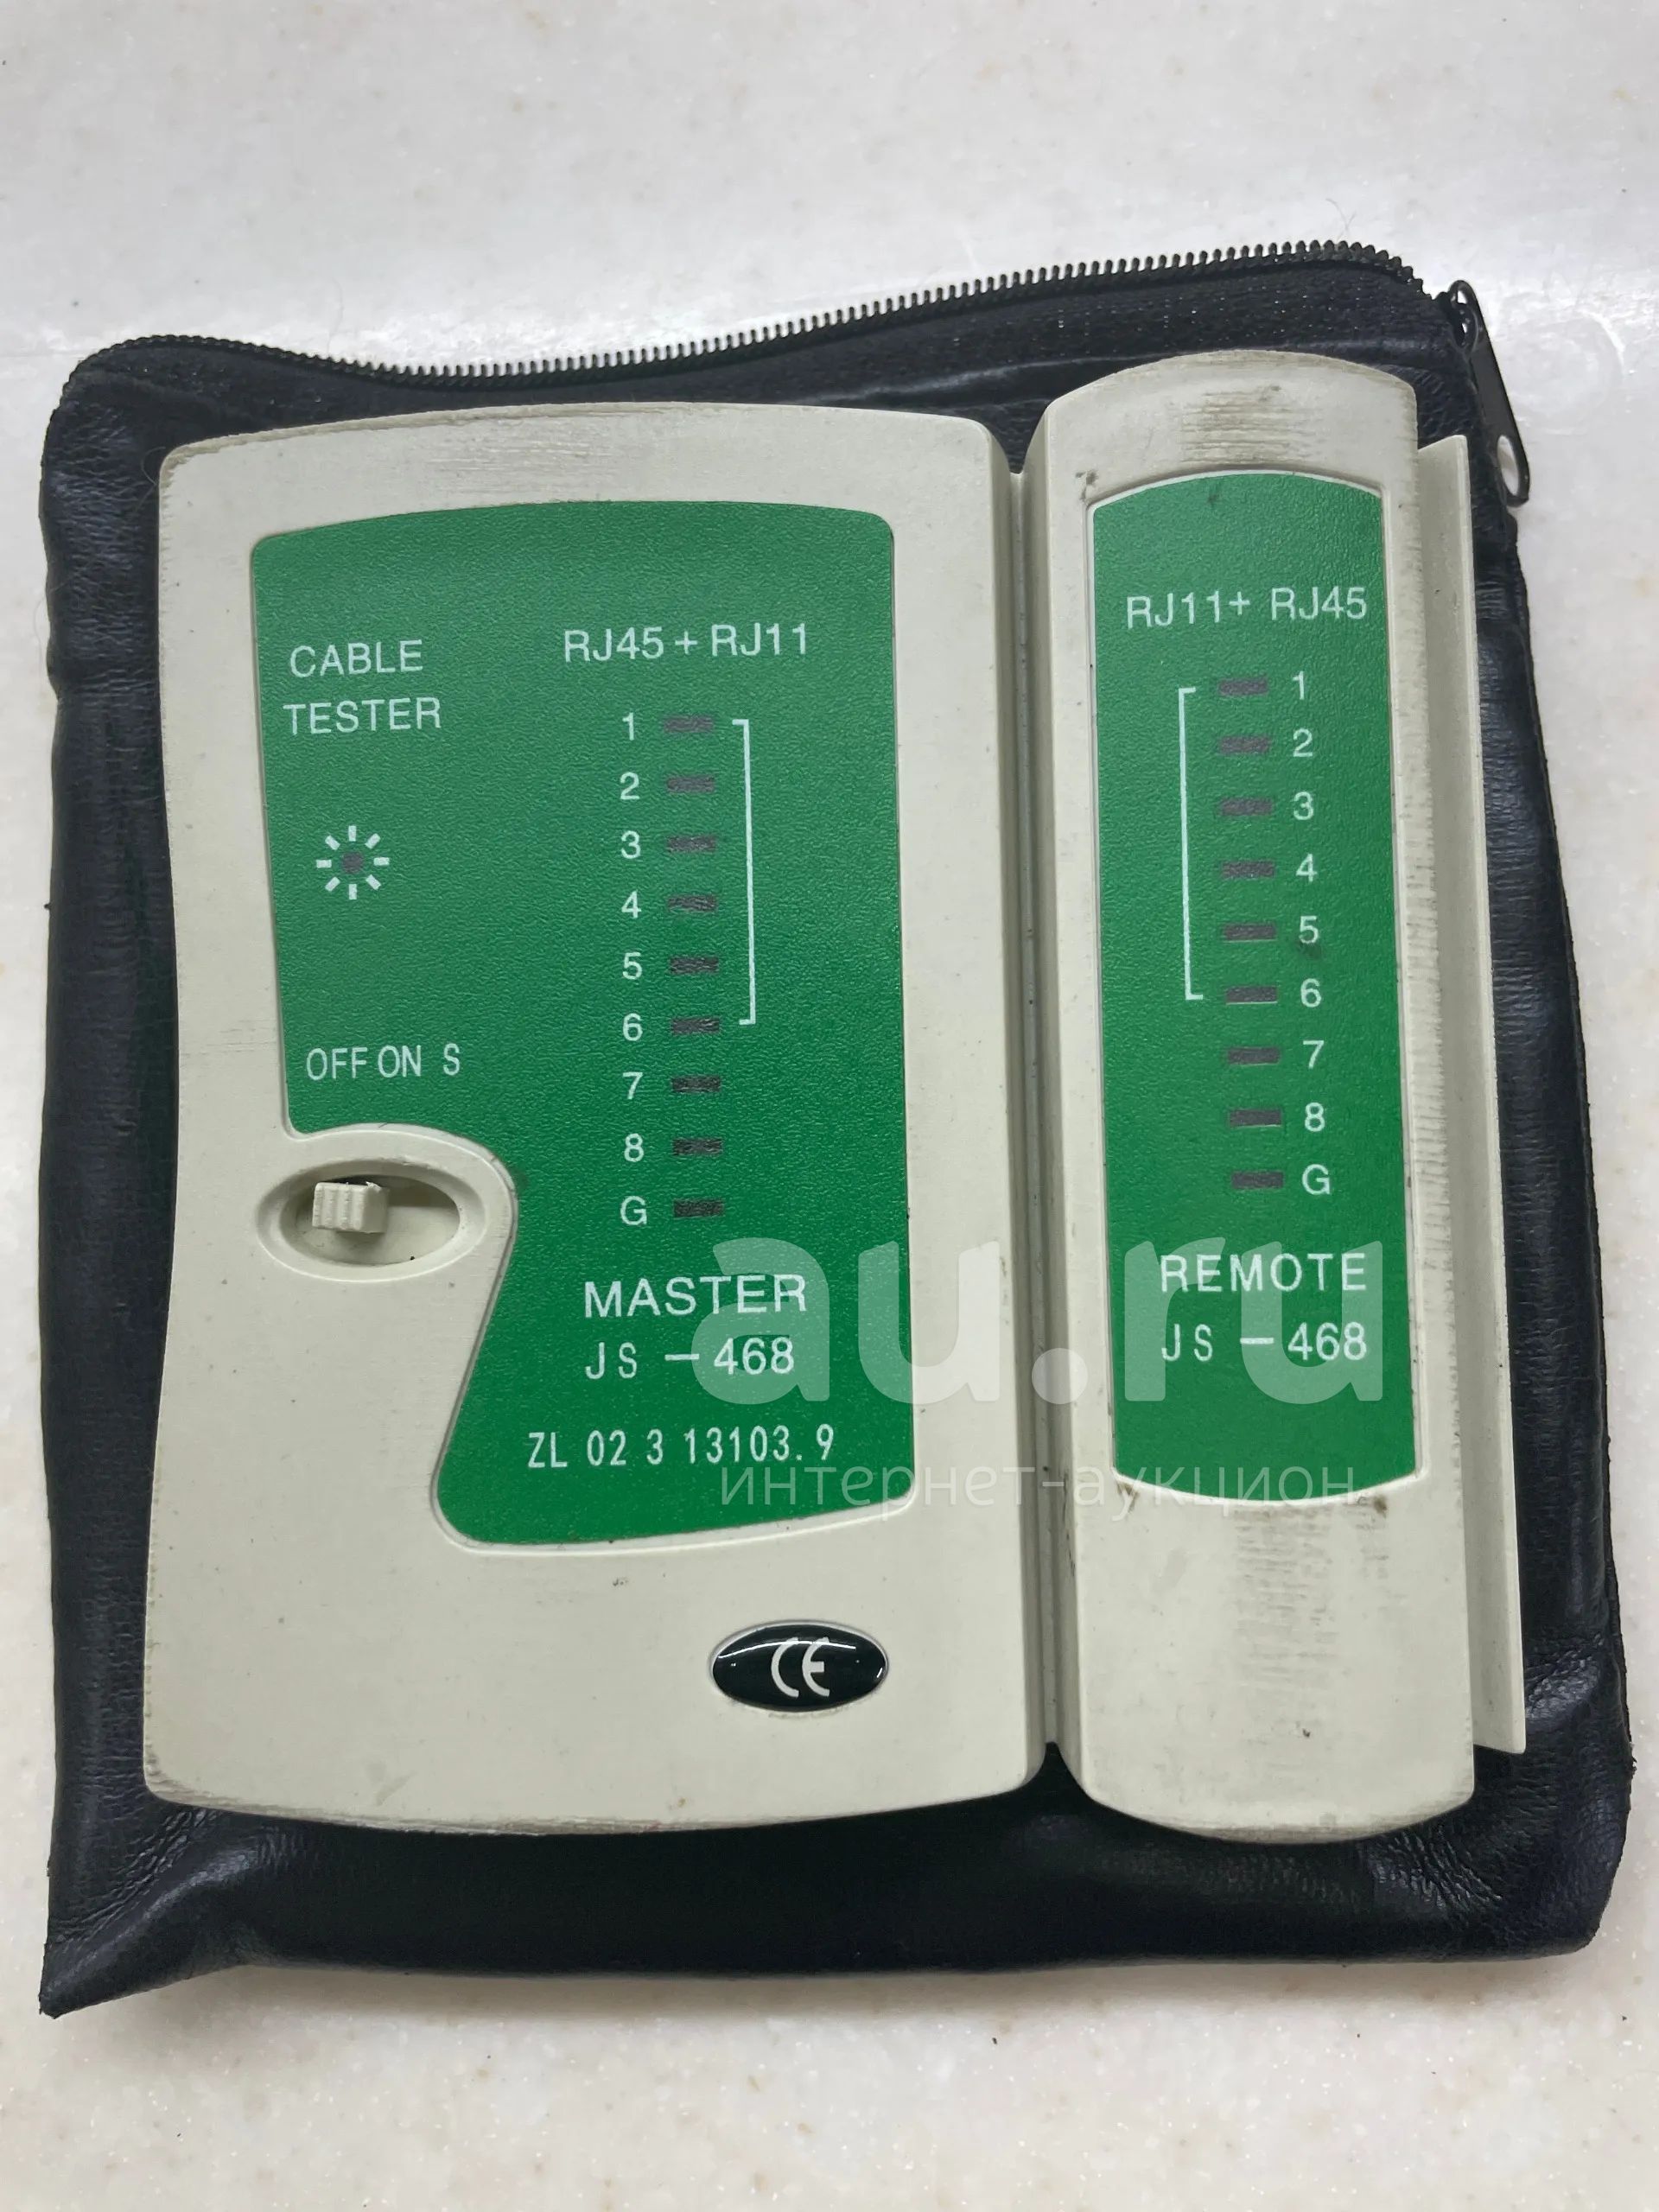 CABLE
TESTER
RJ45 + RJ11
1
2
3
4
5
6
7
8
G
OFF ON S
MASTER
JS - 468
ZL 02 3 13103.9
CE
RJ11+ RJ45
1
2
3
4
5
6
7
8
G
REMOTE
JS - 468
au.ru
интернет-аукцион